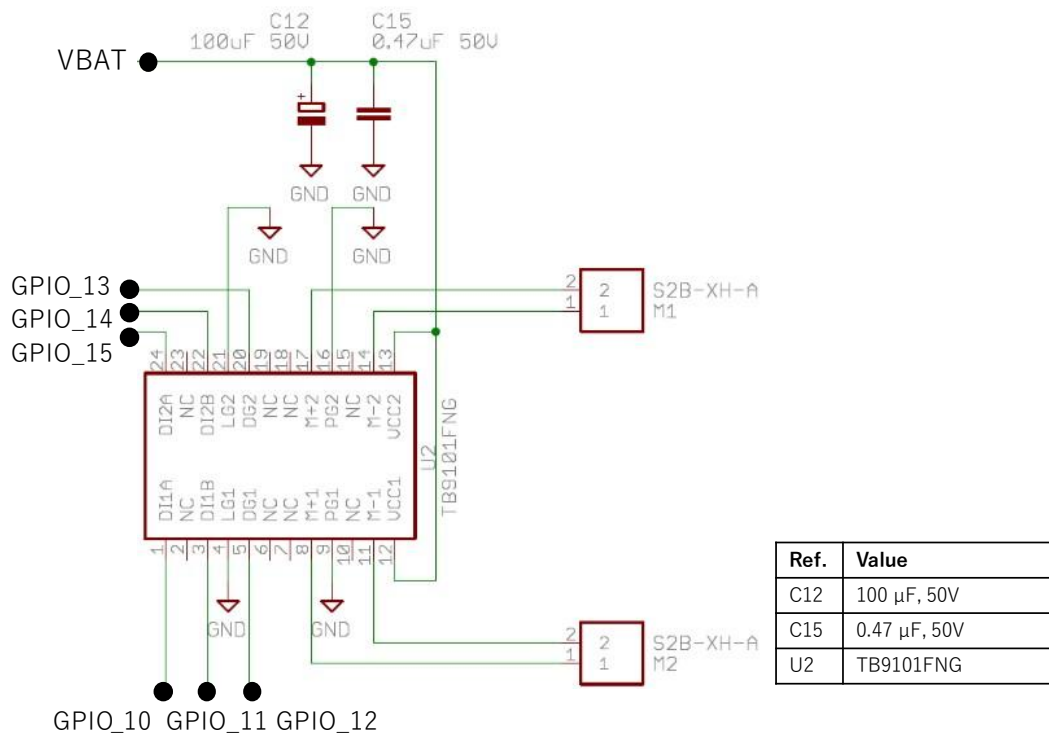 C12
100uF 50V
C15
0.47uF 50V
VBAT
+
GND
GND
GND
GND
GPIO_13
GPIO_14
GPIO_15
2
1
2
1
S2B-XH-A
M1
24
23
22
21
20
19
18
17
16
15
14
13
DI2A
NC
DI2B
LG2
DG2
NC
NC
M+2
PG2
NC
M-2
VCC2
U2
TB9101FNG
DI1A
NC
DI1B
LG1
DG1
NC
NC
M+1
PG1
NC
M-1
VCC1
1
2
3
4
5
6
7
8
9
10
11
12
GND
GND
2
1
2
1
S2B-XH-A
M2
GPIO_10 GPIO_11 GPIO_12
Ref. Value
C12 100 µF, 50V
C15 0.47 µF, 50V
U2 TB9101FNG